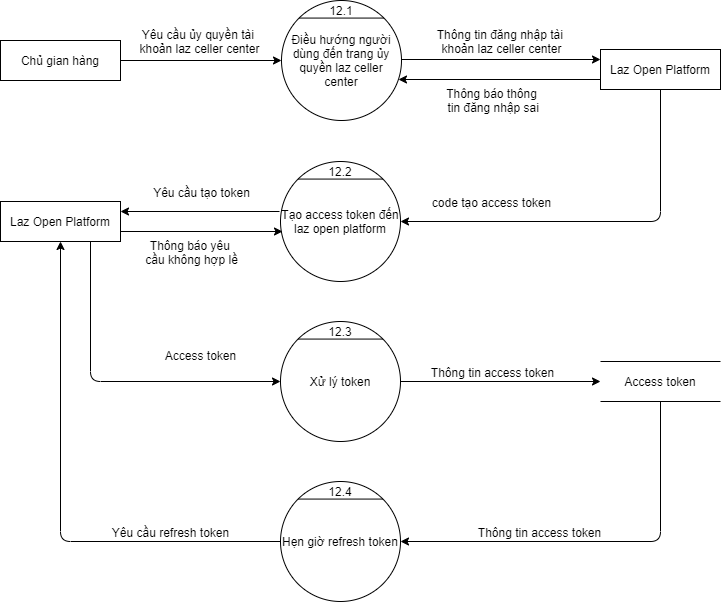 12.1
Yêu cầu ủy quyền tài
khoản laz celler center
Điều hướng người
dùng đến trang ủy
quyền laz celler
center
Thông tin đăng nhập tài
khoản laz celler center
Chủ gian hàng
Laz Open Platform
Thông báo thông
tin đăng nhập sai
12.2
Yêu cầu tạo token
code tạo access token
Laz Open Platform
Tạo access token đến
laz open platform
Thông báo yêu
cầu không hợp lề
12.3
Access token
Xử lý token
Thông tin access token
Access token
12.4
Yêu cầu refresh token
Hẹn giờ refresh token
Thông tin access token